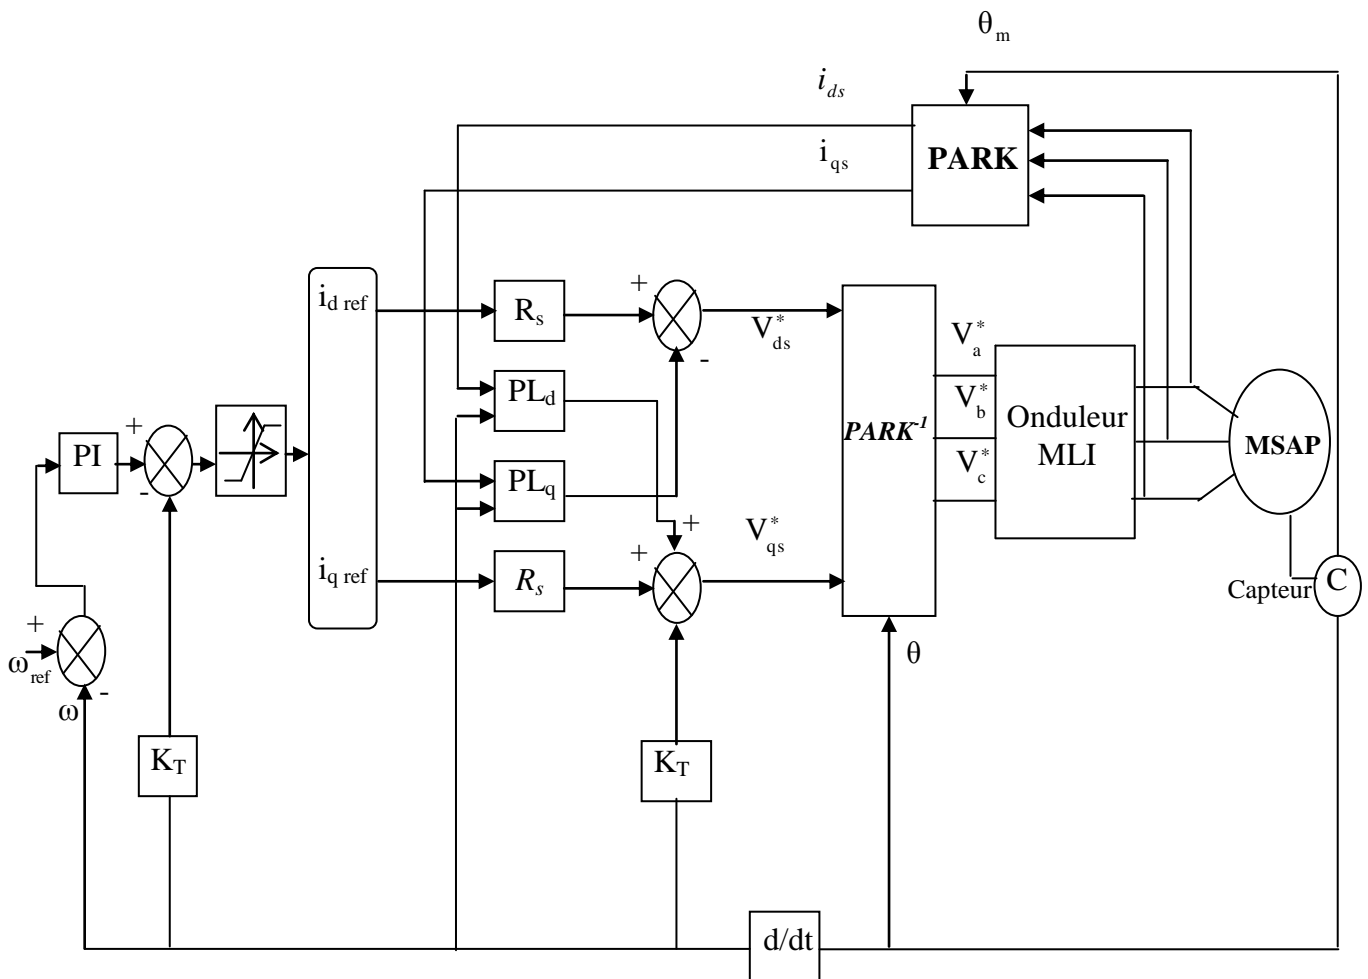 θm
ids
PARK
iqs
id ref
Rs
+
-
V*ds
V*a
PLd
V*b
PARK-1
Onduleur
MLI
MSAP
+
PI
-
PLq
V*c
+
V*qs
iq ref
Rs
+
Capteur
C
+
ωref
-
ω
θ
KT
KT
d/dt